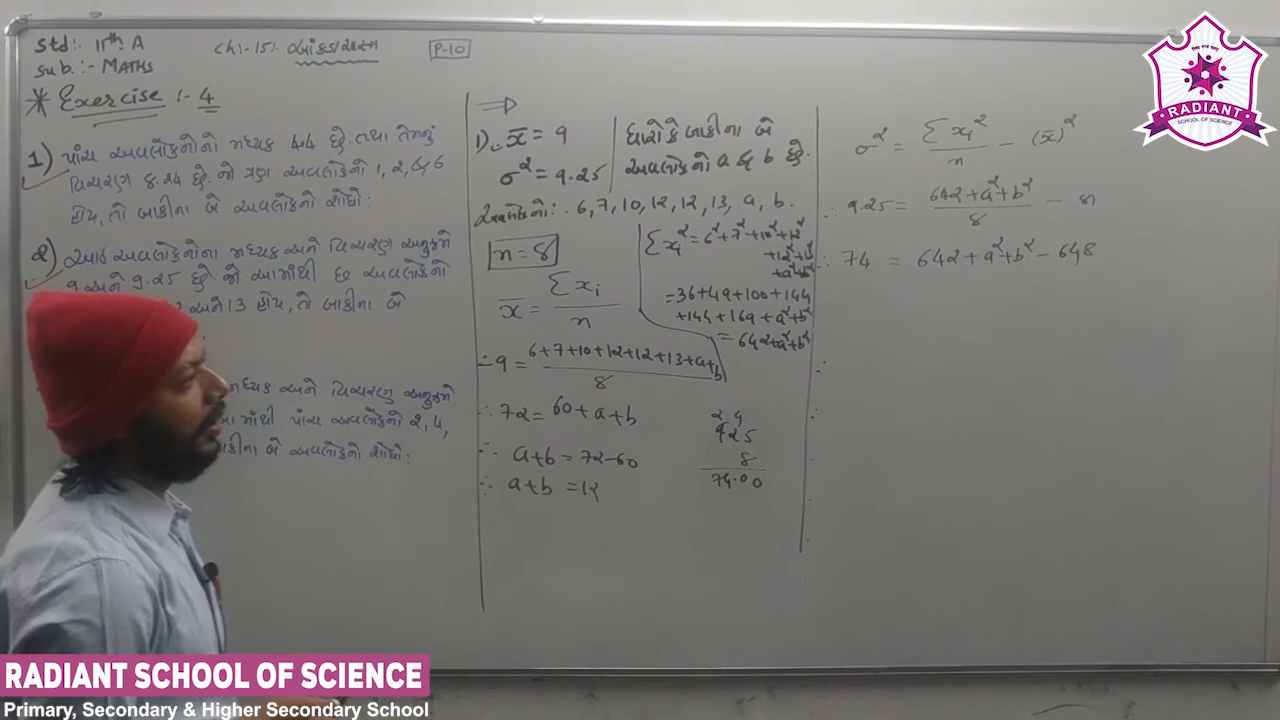 Std:- 11th A
Sub:- MATHS
Ch:-15: આંકડાશાસ્ત્ર
P-10
* Exercise :- 4
1) પાંચ અવલોકનોનો મધ્યક 4.4 છે. તથા તેમનું
વિચરણ 8.24 છે. જો ત્રણ અવલોકનો 1, 2, અને 6
હોય, તો બાકીના બે અવલોકનો શોધો:
2) આઠ અવલોકનોના મધ્યક અને વિચરણ અનુક્રમે
9 અને 9.25 છે. જો આમાંથી છ અવલોકનો
અને 13 હોય, તો બાકીના બે
મધ્યક અને વિચરણ અનુક્રમે
માંથી પાંચ અવલોકનો 2, 4,
બાકીના બે અવલોકનો શોધો:
⇒
1) x̄ = 9
σ² = 9.25
ધારો કે બાકીના બે
અવલોકનો a અને b છે.
અવલોકનો: 6, 7, 10, 12, 12, 13, a, b.
n = 8
x̄ = Σxi / n
∴ 9 = 6+7+10+12+12+13+a+b / 8
∴ 72 = 60 + a + b
∴ a+b = 72-60
∴ a+b = 12
Σxi² = 6²+7²+10²+12²
+12²+13²
+a²+b²
= 36+49+100+144
+144+169+a²+b²
= 642+a²+b²
2 4
925
8
74.00
σ² = Σxi² / n - (x̄)²
∴ 9.25 = 642+a²+b² / 8 - 81
∴ 74 = 642+a²+b²-648
RADIANT
SCHOOL OF SCIENCE
RADIANT SCHOOL OF SCIENCE
Primary, Secondary & Higher Secondary School